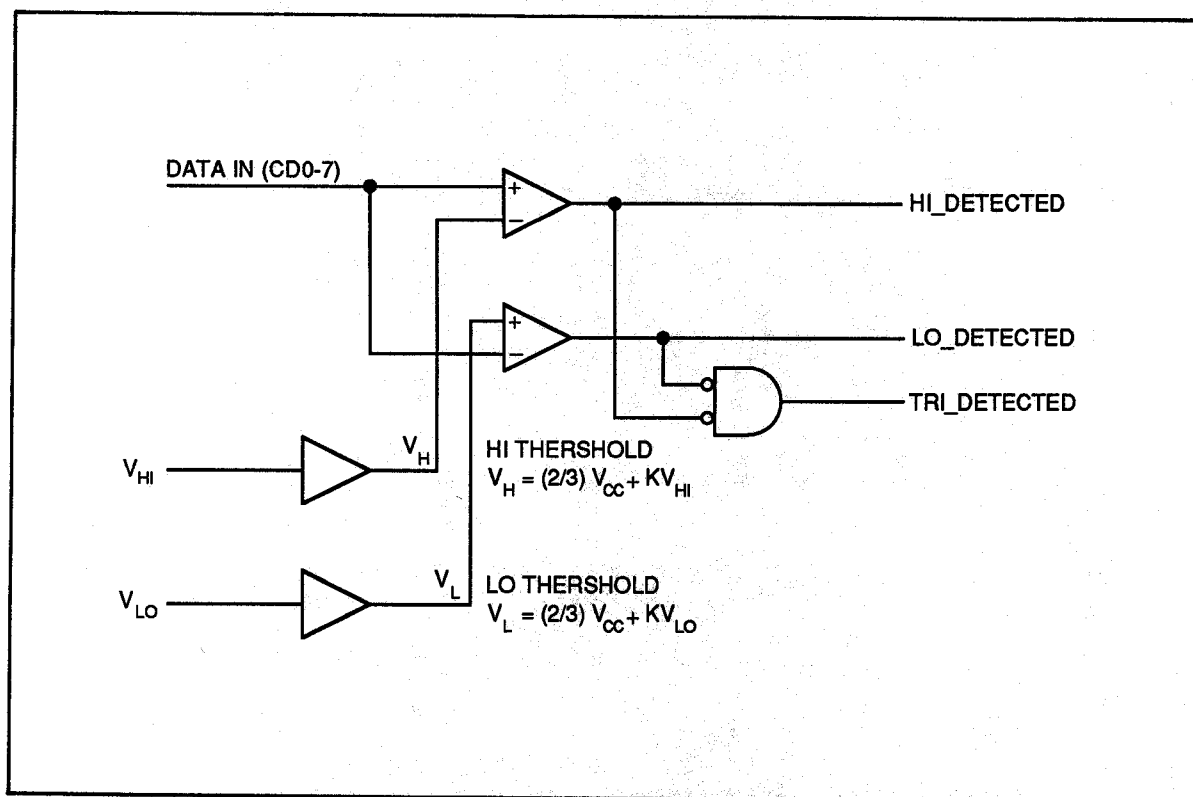 DATA IN (CD0-7)
+
−
HI_DETECTED
+
−
LO_DETECTED
TRI_DETECTED
V_HI
V_H
HI THERSHOLD
V_H = (2/3) V_CC + KV_HI
V_LO
V_L
LO THERSHOLD
V_L = (2/3) V_CC + KV_LO